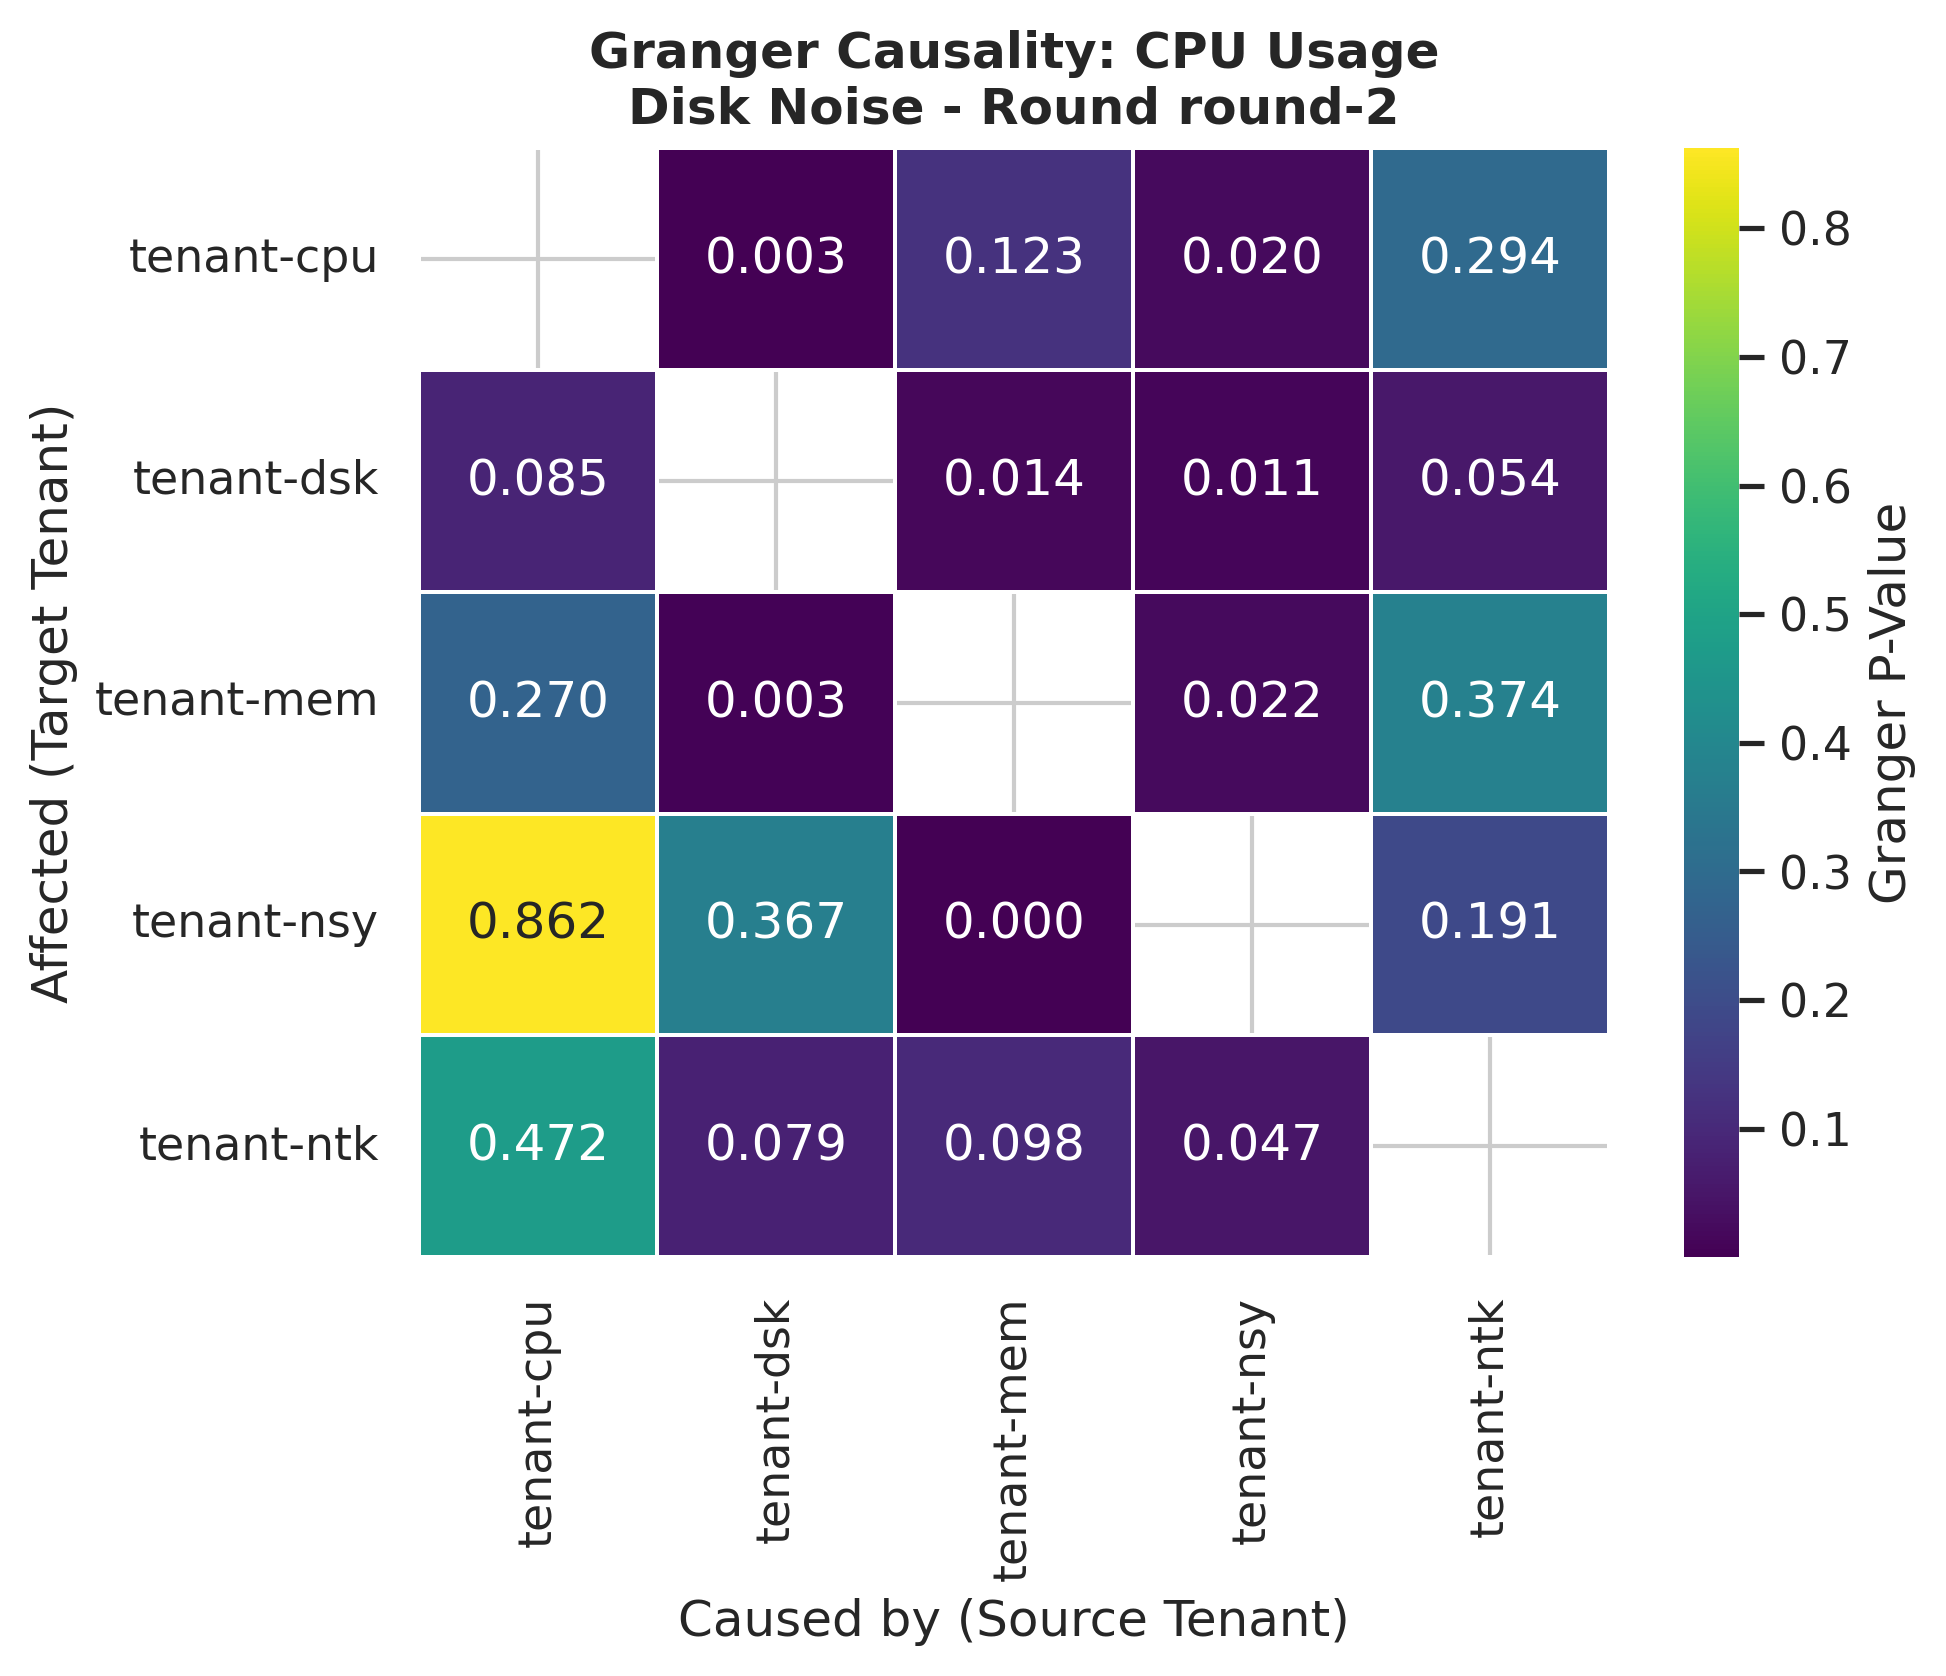 Granger Causality: CPU Usage
Disk Noise - Round round-2
Affected (Target Tenant)
tenant-cpu
0.003
0.123
0.020
0.294
tenant-dsk
0.085
0.014
0.011
0.054
tenant-mem
0.270
0.003
0.022
0.374
tenant-nsy
0.862
0.367
0.000
0.191
tenant-ntk
0.472
0.079
0.098
0.047
tenant-cpu
tenant-dsk
tenant-mem
tenant-nsy
tenant-ntk
Caused by (Source Tenant)
0.8
0.7
0.6
0.5
0.4
0.3
0.2
0.1
Granger P-Value